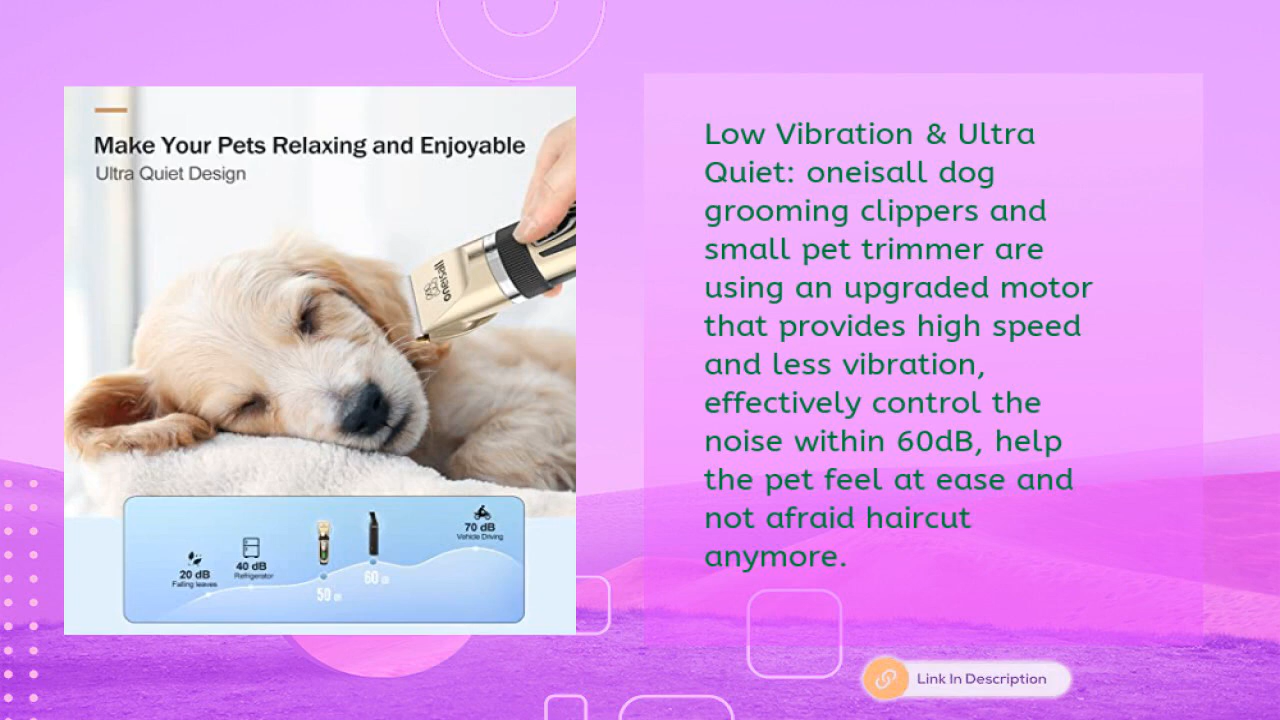 Make Your Pets Relaxing and Enjoyable
Ultra Quiet Design
oneisall
20 dB
Falling leaves
40 dB
Refrigerator
50 dB
60 dB
70 dB
Vehicle Driving
Low Vibration & Ultra
Quiet: oneisall dog
grooming clippers and
small pet trimmer are
using an upgraded motor
that provides high speed
and less vibration,
effectively control the
noise within 60dB, help
the pet feel at ease and
not afraid haircut
anymore.
Link In Description